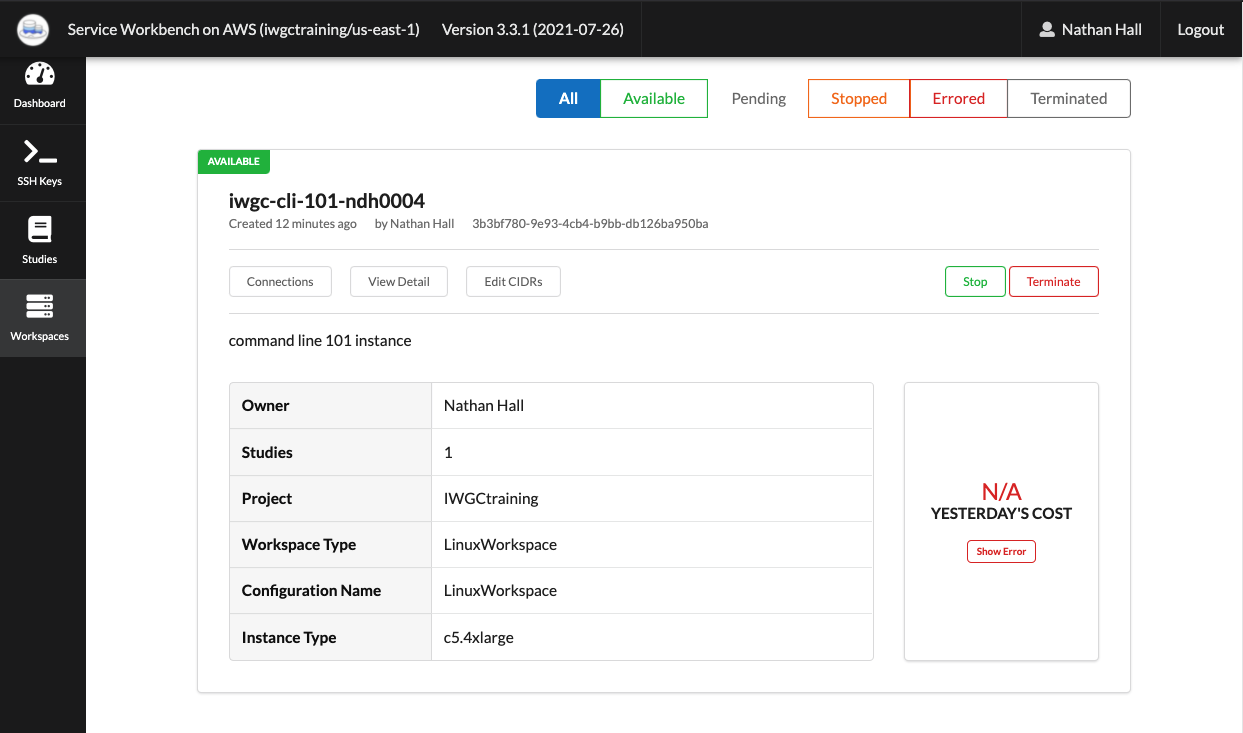 Service Workbench on AWS (iwgctraining/us-east-1) Version 3.3.1 (2021-07-26) Nathan Hall Logout
Dashboard
SSH Keys
Studies
Workspaces
All Available Pending Stopped Errored Terminated
AVAILABLE
iwgc-cli-101-ndh0004
Created 12 minutes ago by Nathan Hall 3b3bf780-9e93-4cb4-b9bb-db126ba950ba
Connections View Detail Edit CIDRs Stop Terminate
command line 101 instance
Owner Nathan Hall
Studies 1
Project IWGCtraining
Workspace Type LinuxWorkspace
Configuration Name LinuxWorkspace
Instance Type c5.4xlarge
N/A
YESTERDAY'S COST
Show Error